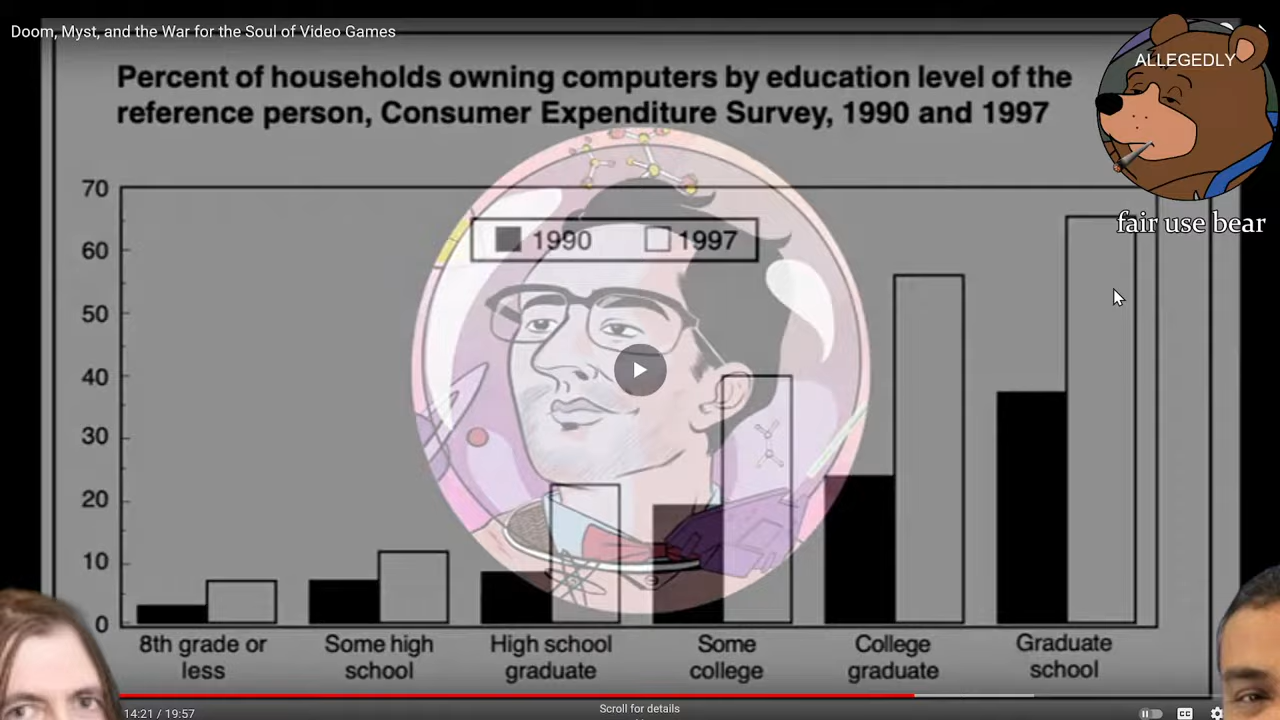 Doom, Myst, and the War for the Soul of Video Games
ALLEGEDLY
fair use bear
Percent of households owning computers by education level of the
reference person, Consumer Expenditure Survey, 1990 and 1997
70
60
50
40
30
20
10
0
1990 1997
8th grade or
less
Some high
school
High school
graduate
Some
college
College
graduate
Graduate
school
14:21 / 19:57
Scroll for details
CC